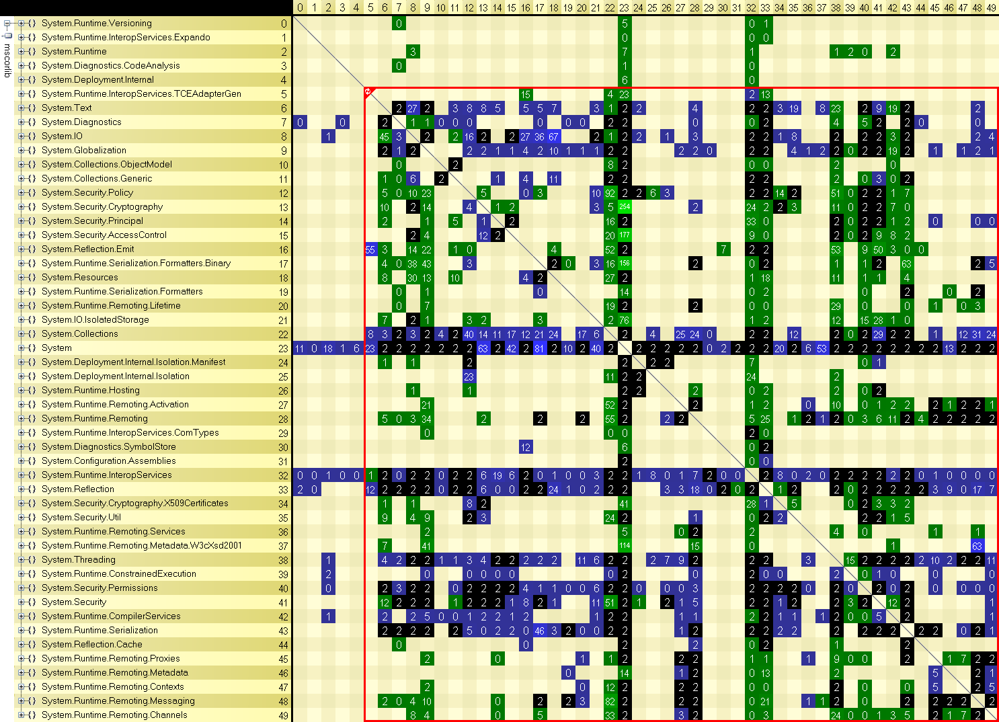 0 1 2 3 4 5 6 7 8 9 10 11 12 13 14 15 16 17 18 19 20 21 22 23 24 25 26 27 28 29 30 31 32 33 34 35 36 37 38 39 40 41 42 43 44 45 46 47 48 49
mscorlib
System.Runtime.Versioning 0 0 5 0 1
System.Runtime.InteropServices.Expando 1 0 0 0
System.Runtime 2 3 7 1 1 2 0 2
System.Diagnostics.CodeAnalysis 3 0 1 0
System.Deployment.Internal 4 6 0
System.Runtime.InteropServices.TCEAdapterGen 5 15 4 23 2 13
System.Text 6 2 27 2 3 8 8 5 5 5 7 3 1 2 2 4 2 2 3 19 8 23 2 9 19 2 2
System.Diagnostics 7 0 0 2 1 1 0 0 0 0 0 0 2 2 0 0 2 4 5 2 2 0 0
System.IO 8 1 45 3 2 2 16 2 2 27 36 67 2 1 2 2 1 3 2 2 1 8 2 2 2 3 2 2 4
System.Globalization 9 2 1 2 2 2 1 1 4 2 10 1 1 1 2 2 2 2 0 2 2 4 1 2 2 0 2 2 19 2 1 1 2 1
System.Collections.ObjectModel 10 0 2 8 2 0 0 2 0
System.Collections.Generic 11 1 0 6 2 1 4 11 2 2 2 2 2 0 3 0 2
System.Security.Policy 12 5 0 10 23 5 0 3 10 92 2 2 6 3 2 2 14 2 51 0 2 2 1 7
System.Security.Cryptography 13 10 2 14 4 1 2 3 5 254 2 24 2 2 3 11 0 2 2 7 0
System.Security.Principal 14 2 1 5 1 2 16 2 33 0 2 0 2 2 1 2 0 0 0
System.Security.AccessControl 15 2 4 12 2 20 177 9 0 2 0 2 9 8 2
System.Reflection.Emit 16 55 3 14 22 1 0 4 52 2 7 2 2 53 9 50 3 0 0
System.Runtime.Serialization.Formatters.Binary 17 4 0 38 43 3 2 0 3 16 156 2 0 2 1 1 2 63 2 5
System.Resources 18 8 30 13 10 4 2 27 2 1 18 11 1 1 4
System.Runtime.Serialization.Formatters 19 0 1 0 14 0 2 0 2 0 2
System.Runtime.Remoting.Lifetime 20 0 7 19 2 2 0 0 29 0 0 1 0 3
System.IO.IsolatedStorage 21 7 2 1 3 2 3 2 76 1 2 12 15 28 1 0
System.Collections 22 8 3 2 3 2 4 2 40 14 11 17 12 21 24 17 6 2 4 25 24 0 2 2 12 2 0 2 29 2 2 1 12 31 24
System 23 11 0 18 1 6 23 2 2 2 2 2 2 2 63 2 42 2 81 2 10 2 40 2 2 2 2 2 2 0 2 2 2 2 20 2 6 53 2 2 2 2 2 2 2 2 13 2 2 2
System.Deployment.Internal.Isolation.Manifest 24 1 1 2 2 2 2 7 0 1
System.Deployment.Internal.Isolation 25 23 11 2 2 24 2
System.Runtime.Hosting 26 1 1 2 2 2 0 2 2 0 2
System.Runtime.Remoting.Activation 27 21 52 2 2 1 2 0 10 0 1 2 2 2 1 2 2 1
System.Runtime.Remoting 28 5 0 3 34 2 2 2 55 2 2 2 5 25 1 2 1 2 0 3 6 11 2 4 2 2 2 2 2
System.Runtime.InteropServices.ComTypes 29 0 0 0 2 0
System.Diagnostics.SymbolStore 30 12 6 0 2
System.Configuration.Assemblies 31 2 0 0
System.Runtime.InteropServices 32 0 0 1 0 0 1 2 0 2 2 0 2 2 6 19 6 2 0 1 0 0 3 2 2 1 8 0 1 7 2 0 0 2 8 0 2 0 2 2 2 2 2 2 0 1 0 0 0 0
System.Reflection 33 2 0 12 2 2 2 2 0 2 2 6 0 0 2 2 24 1 0 2 2 2 3 3 18 0 2 0 2 1 2 2 0 2 2 2 2 2 3 9 0 17 7
System.Security.Cryptography.X509Certificates 34 1 1 8 2 41 28 1 5 0 2 3 3 2
System.Security.Util 35 9 4 9 2 3 24 2 1 0 2 2 2 2 1 5
System.Runtime.Remoting.Services 36 2 5 0 2 2 4 0 1 1
System.Runtime.Remoting.Metadata.W3cXsd2001 37 7 41 114 15 0 1 63
System.Threading 38 1 4 2 2 2 1 1 3 4 2 2 2 2 2 11 6 2 2 2 7 9 2 2 2 3 15 2 2 2 2 2 10 2 2 2 11
System.Runtime.ConstrainedExecution 39 2 0 0 0 0 0 0 2 0 2 0 0 2 0 1 0 0 0
System.Security.Permissions 40 0 2 3 2 2 0 2 2 2 2 4 1 1 0 0 6 2 2 0 0 0 3 2 2 2 2 0 2 0 2 0 2 0 0 0 0
System.Security 41 12 2 2 2 1 2 2 2 1 8 2 1 11 51 2 1 2 1 5 2 2 1 2 2 3 2 12 2 1
System.Runtime.CompilerServices 42 1 2 2 5 0 0 1 2 2 1 2 1 2 2 1 1 2 2 1 1 1 2 0 0 5 2 1
System.Runtime.Serialization 43 2 2 2 2 2 5 0 2 2 0 46 3 2 0 0 2 2 1 2 2 2 2 2 2 2 2 2 2 2 0 2 1
System.Reflection.Cache 44 0 0 2 2 0 2 1 2
System.Runtime.Remoting.Proxies 45 2 0 1 1 2 2 2 1 1 1 9 0 0 2 1 7 2 2
System.Runtime.Remoting.Metadata 46 0 14 1 2 0 13 2 5 2 1
System.Runtime.Remoting.Contexts 47 2 0 12 2 2 2 0 0 2 0 0 5 2 5
System.Runtime.Remoting.Messaging 48 2 0 4 10 0 2 2 3 82 2 2 2 0 21 1 1 2 0 2 2 2 2 2
System.Runtime.Remoting.Channels 49 8 4 0 5 33 2 3 2 0 3 24 0 0 1 3 5 2 1 7 2